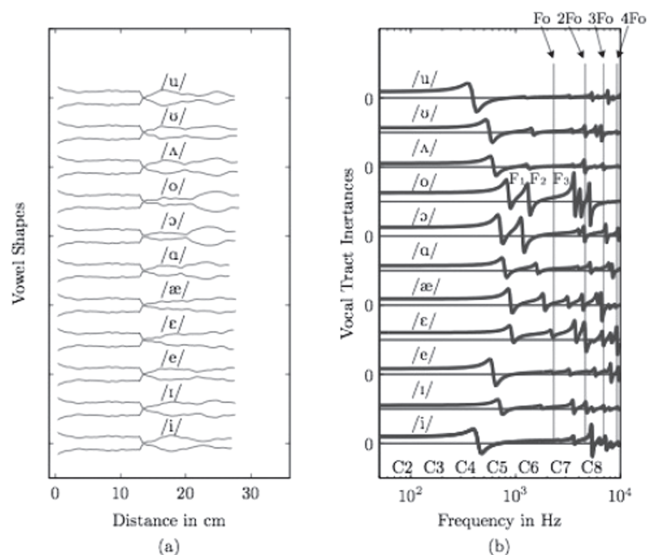 Fo 2Fo 3Fo 4Fo
Vowel Shapes
/u/
/ʊ/
/ʌ/
/o/
/ɔ/
/ɑ/
/æ/
/ɛ/
/e/
/ɪ/
/i/
0 10 20 30
Distance in cm
(a)
Vocal Tract Inertances
0 /u/
/ʊ/
0 /ʌ/
/o/ F₁ F₂ F₃
0 /ɔ/
/ɑ/
0 /æ/
/ɛ/
0 /e/
/ɪ/
0 /i/
C2 C3 C4 C5 C6 C7 C8
10² 10³ 10⁴
Frequency in Hz
(b)